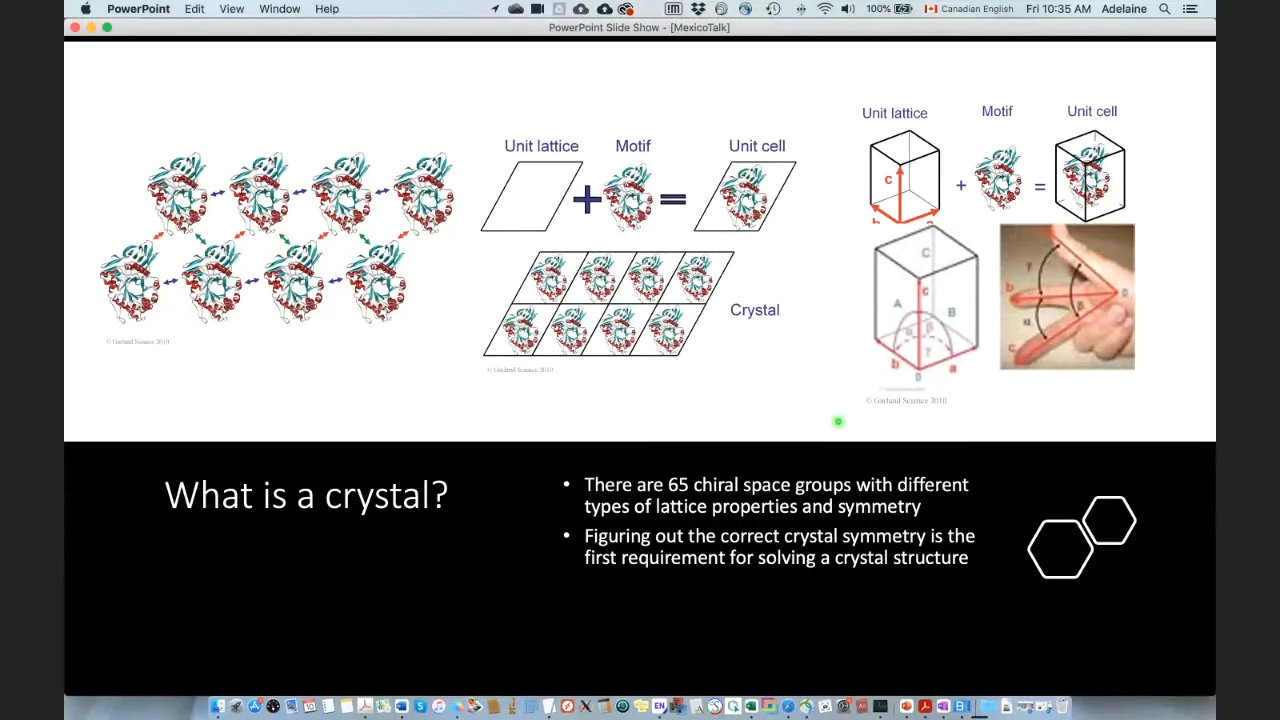 PowerPoint Edit View Window Help
100% Canadian English Fri 10:35 AM Adelaine
PowerPoint Slide Show - [MexicoTalk]
© Garland Science 2010
Unit lattice Motif Unit cell
+ =
Crystal
© Garland Science 2010
Unit lattice Motif Unit cell
c + =
b a
C
c
A B
α β
γ
b a
0
© Garland Science 2010
γ
b
β
α
c
What is a crystal?
• There are 65 chiral space groups with different
types of lattice properties and symmetry
• Figuring out the correct crystal symmetry is the
first requirement for solving a crystal structure